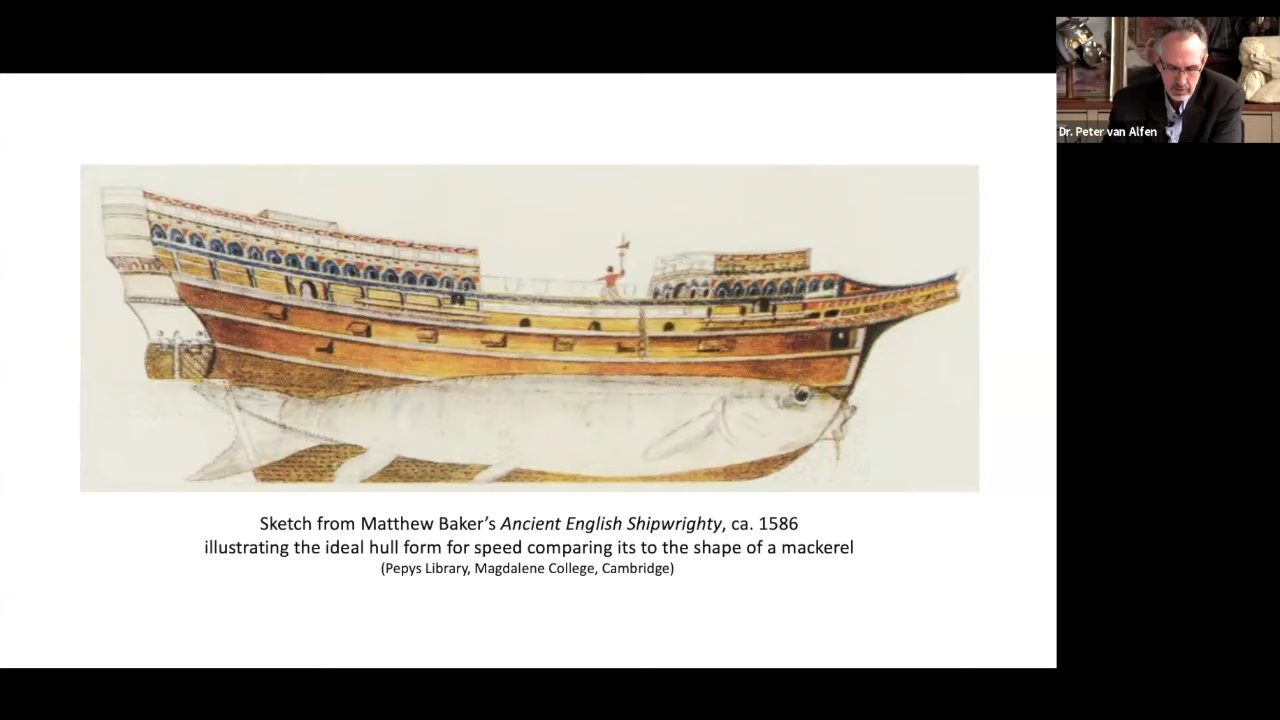 Dr. Peter van Alfen
Sketch from Matthew Baker's Ancient English Shipwrighty, ca. 1586
illustrating the ideal hull form for speed comparing its to the shape of a mackerel
(Pepys Library, Magdalene College, Cambridge)